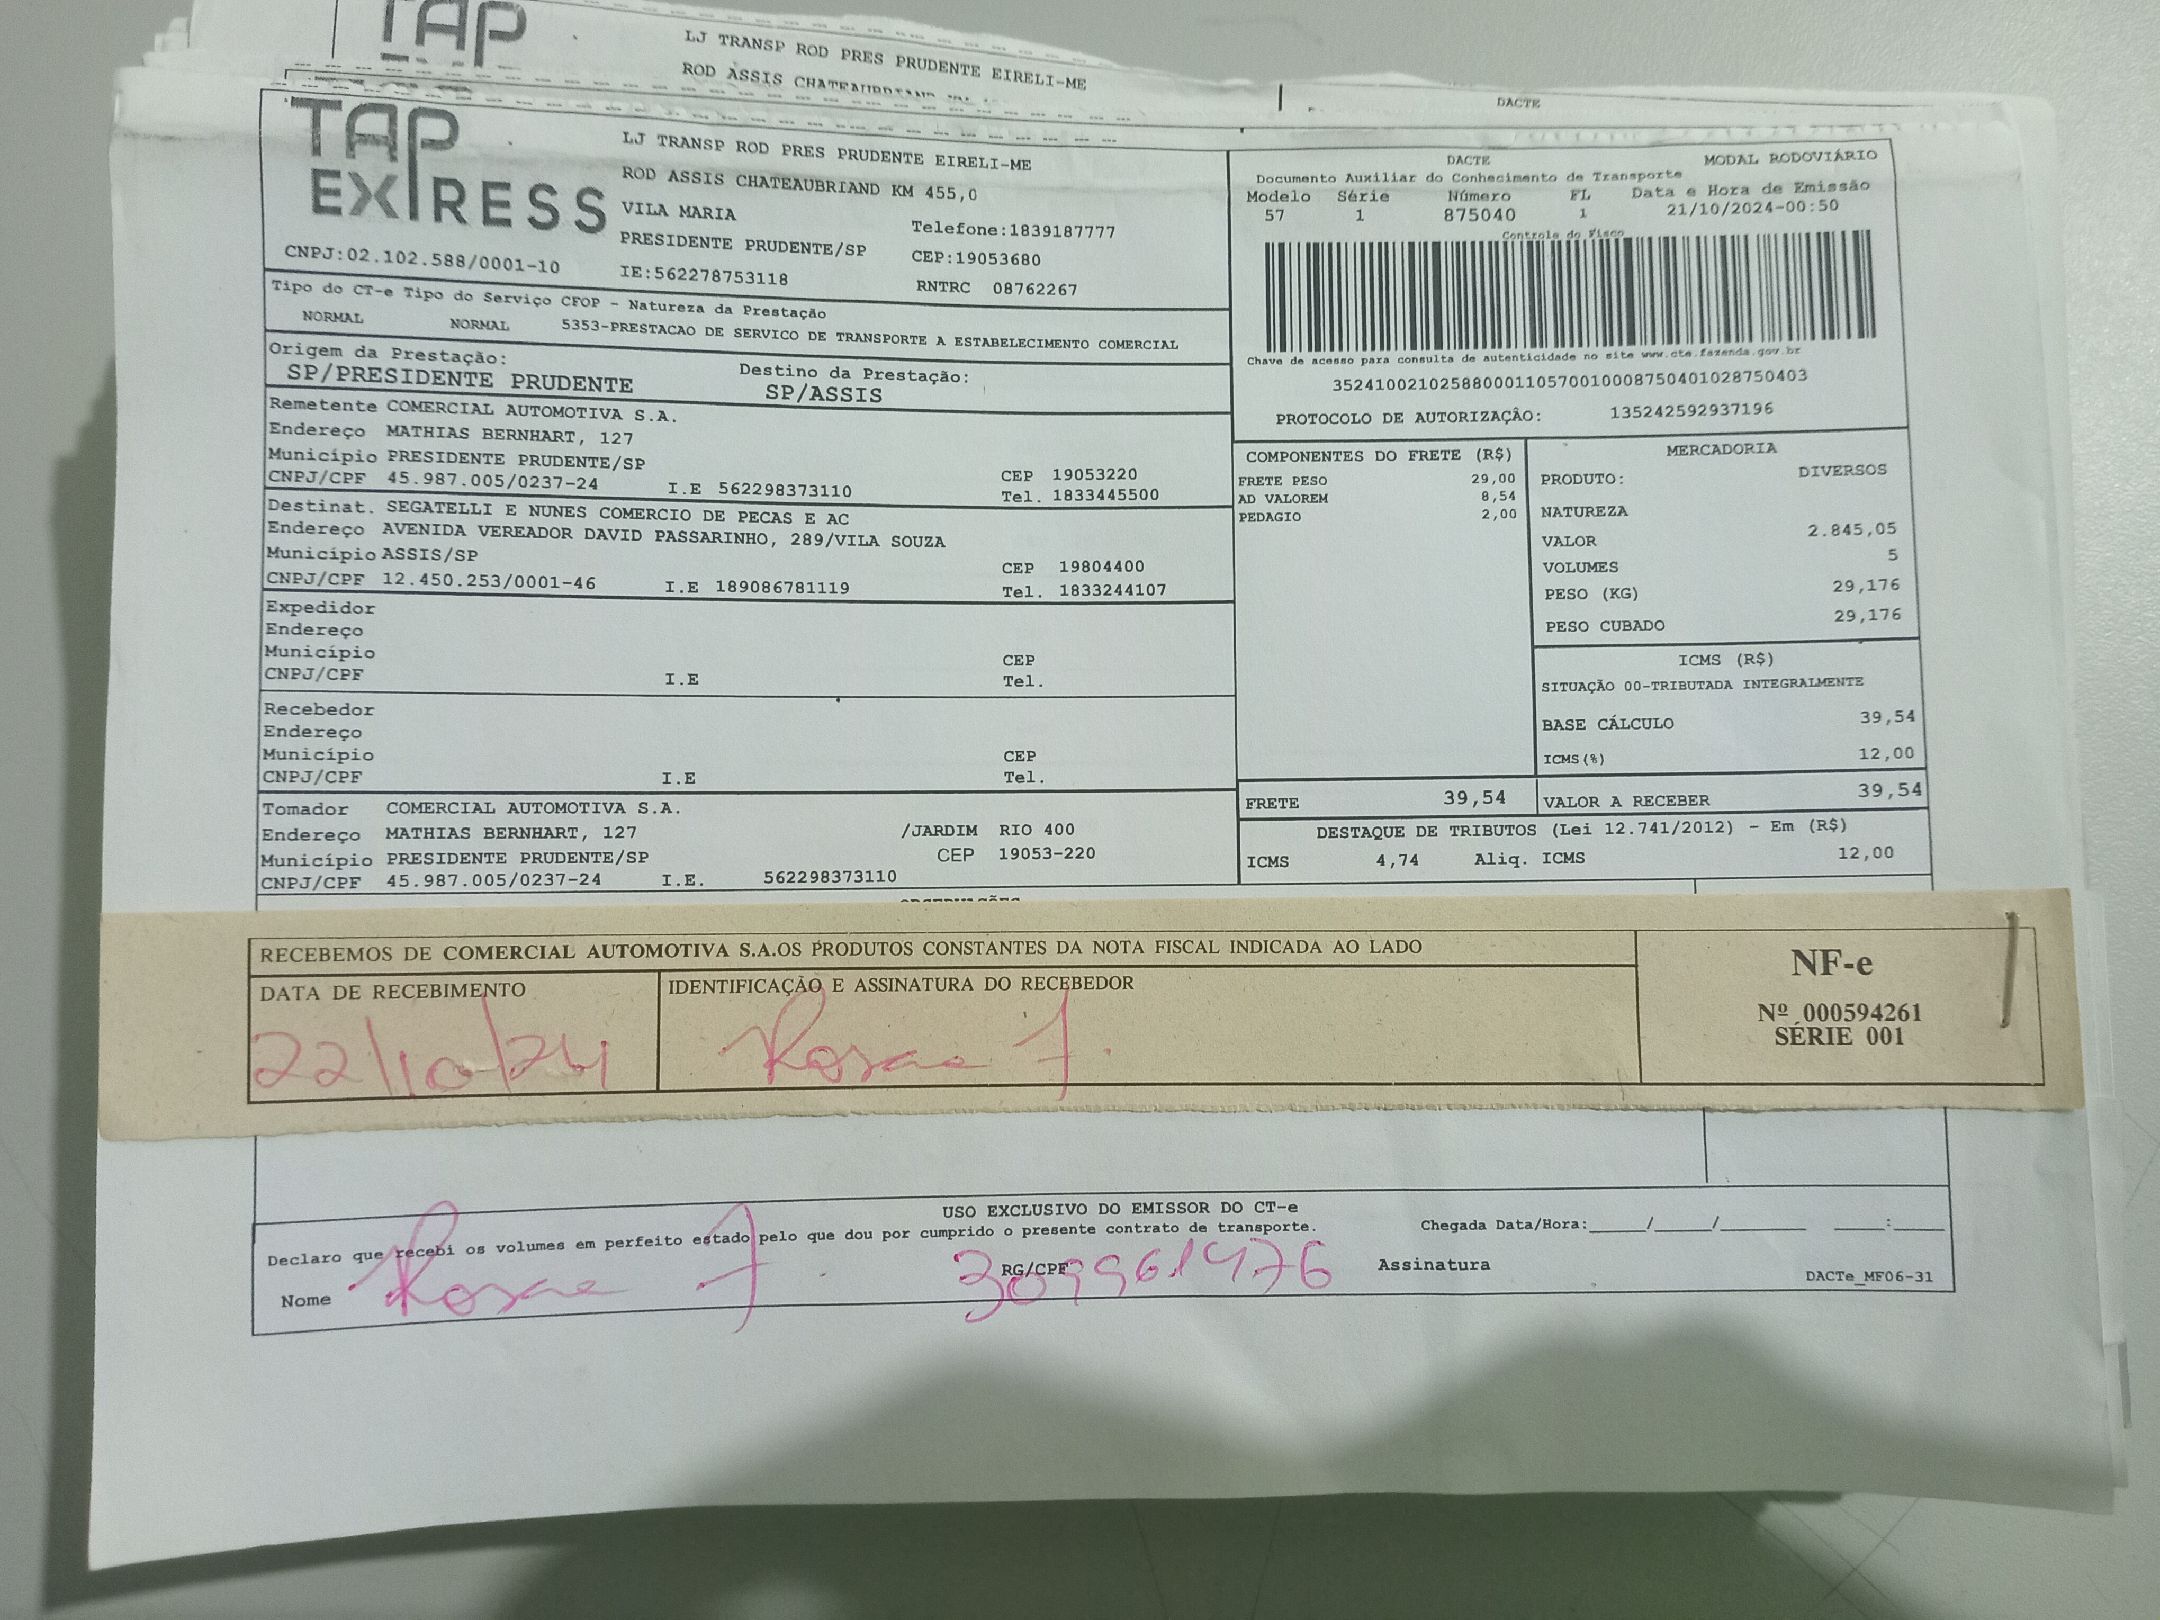 TAP
LJ TRANSP ROD PRES PRUDENTE EIRELI-ME
ROD ASSIS CHATEAUBRIAND
DACTE
TAP EXPRESS
LJ TRANSP ROD PRES PRUDENTE EIRELI-ME
ROD ASSIS CHATEAUBRIAND KM 455,0
VILA MARIA
Telefone:1839187777
PRESIDENTE PRUDENTE/SP CEP:19053680
CNPJ:02.102.588/0001-10 IE:562278753118 RNTRC 08762267
DACTE MODAL RODOVIÁRIO
Documento Auxiliar do Conhecimento de Transporte
Modelo Série Número FL Data e Hora de Emissão
57 1 875040 1 21/10/2024-00:50
Controle do Fisco
Chave de acesso para consulta de autenticidade no site www.cte.fazenda.gov.br
35241002102588000110570010008750401028750403
PROTOCOLO DE AUTORIZAÇÃO: 135242592937196
Tipo do CT-e Tipo do Serviço CFOP - Natureza da Prestação
NORMAL NORMAL 5353-PRESTACAO DE SERVICO DE TRANSPORTE A ESTABELECIMENTO COMERCIAL
Origem da Prestação: Destino da Prestação:
SP/PRESIDENTE PRUDENTE SP/ASSIS
Remetente COMERCIAL AUTOMOTIVA S.A.
Endereço MATHIAS BERNHART, 127
Município PRESIDENTE PRUDENTE/SP CEP 19053220
CNPJ/CPF 45.987.005/0237-24 I.E 562298373110 Tel. 1833445500
Destinat. SEGATELLI E NUNES COMERCIO DE PECAS E AC
Endereço AVENIDA VEREADOR DAVID PASSARINHO, 289/VILA SOUZA
Município ASSIS/SP CEP 19804400
CNPJ/CPF 12.450.253/0001-46 I.E 189086781119 Tel. 1833244107
Expedidor
Endereço
Município CEP
CNPJ/CPF I.E Tel.
Recebedor
Endereço
Município CEP
CNPJ/CPF I.E Tel.
Tomador COMERCIAL AUTOMOTIVA S.A.
Endereço MATHIAS BERNHART, 127 /JARDIM RIO 400
Município PRESIDENTE PRUDENTE/SP CEP 19053-220
CNPJ/CPF 45.987.005/0237-24 I.E. 562298373110
COMPONENTES DO FRETE (R$)
FRETE PESO 29,00
AD VALOREM 8,54
PEDAGIO 2,00
MERCADORIA
PRODUTO: DIVERSOS
NATUREZA
VALOR 2.845,05
VOLUMES 5
PESO (KG) 29,176
PESO CUBADO 29,176
ICMS (R$)
SITUAÇÃO 00-TRIBUTADA INTEGRALMENTE
BASE CÁLCULO 39,54
ICMS(%) 12,00
FRETE 39,54 VALOR A RECEBER 39,54
DESTAQUE DE TRIBUTOS (Lei 12.741/2012) - Em (R$)
ICMS 4,74 Aliq. ICMS 12,00
RECEBEMOS DE COMERCIAL AUTOMOTIVA S.A.OS PRODUTOS CONSTANTES DA NOTA FISCAL INDICADA AO LADO
DATA DE RECEBIMENTO IDENTIFICAÇÃO E ASSINATURA DO RECEBEDOR
22/10/24
NF-e
Nº 000594261
SÉRIE 001
USO EXCLUSIVO DO EMISSOR DO CT-e
Declaro que recebi os volumes em perfeito estado pelo que dou por cumprido o presente contrato de transporte. Chegada Data/Hora:____/____/______ ____:____
Nome RG/CPF Assinatura
DACTe_MF06-31